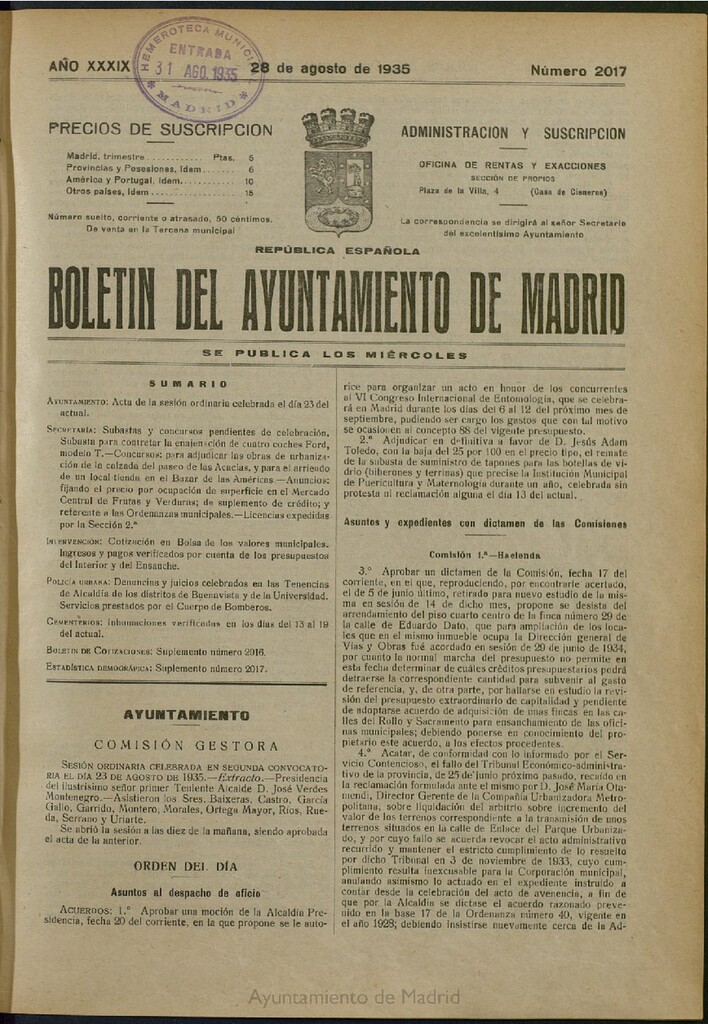 AÑO XXXIX
HEMEROTECA MUNICIPAL
ENTRADA
31 AGO. 1935
MADRID
28 de agosto de 1935
Número 2017
PRECIOS DE SUSCRIPCION
Madrid, trimestre ............ Ptas. 5
Provincias y Posesiones, ídem ............ 6
América y Portugal, ídem ............ 10
Otros países, ídem ............ 15
Número suelto, corriente o atrasado, 50 céntimos.
De venta en la Tercena municipal
ADMINISTRACION Y SUSCRIPCION
OFICINA DE RENTAS Y EXACCIONES
SECCIÓN DE PROPIOS
Plaza de la Villa, 4 (Casa de Cisneros)
La correspondencia se dirigirá al señor Secretario
del excelentísimo Ayuntamiento
REPÚBLICA ESPAÑOLA
BOLETIN DEL AYUNTAMIENTO DE MADRID
SE PUBLICA LOS MIÉRCOLES
SUMARIO
AYUNTAMIENTO: Acta de la sesión ordinaria celebrada el día 23 del
actual.
SECRETARÍA: Subastas y concursos pendientes de celebración.
Subasta para contratar la enajenación de cuatro coches Ford,
modelo T.—Concursos: para adjudicar las obras de urbaniza-
ción de la calzada del paseo de las Acacias, y para el arriendo
de un local-tienda en el Bazar de las Américas.—Anuncios:
fijando el precio por ocupación de superficie en el Mercado
Central de Frutas y Verduras; de suplemento de crédito; y
referente a las Ordenanzas municipales.—Licencias expedidas
por la Sección 2.ª
INTERVENCIÓN: Cotización en Bolsa de los valores municipales.
Ingresos y pagos verificados por cuenta de los presupuestos
del Interior y del Ensanche.
POLICÍA URBANA: Denuncias y juicios celebrados en las Tenencias
de Alcaldía de los distritos de Buenavista y de la Universidad.
Servicios prestados por el Cuerpo de Bomberos.
CEMENTERIOS: Inhumaciones verificadas en los días del 13 al 19
del actual.
BOLETÍN DE COTIZACIONES: Suplemento número 2016.
ESTADÍSTICA DEMOGRÁFICA: Suplemento número 2017.
AYUNTAMIENTO
COMISIÓN GESTORA
SESIÓN ORDINARIA CELEBRADA EN SEGUNDA CONVOCATO-
RIA EL DÍA 23 DE AGOSTO DE 1935.—Extracto.—Presidencia
del ilustrísimo señor primer Teniente Alcalde D. José Verdes
Montenegro.—Asistieron los Sres. Baixeras, Castro, García
Gallo, Garrido, Montero, Morales, Ortega Mayor, Ríos, Rue-
da, Serrano y Uriarte.
Se abrió la sesión a las diez de la mañana, siendo aprobada
el acta de la anterior.
ORDEN DEL DÍA
Asuntos al despacho de oficio
ACUERDOS: 1.º Aprobar una moción de la Alcaldía Pre-
sidencia, fecha 20 del corriente, en la que propone se le auto-
rice para organizar un acto en honor de los concurrentes
al VI Congreso Internacional de Entomología, que se celebra-
rá en Madrid durante los días del 6 al 12 del próximo mes de
septiembre, pudiendo ser cargo los gastos que con tal motivo
se ocasionen al concepto 88 del vigente presupuesto.
2.º Adjudicar en definitiva a favor de D. Jesús Adam
Toledo, con la baja del 25 por 100 en el precio tipo, el remate
de la subasta de suministro de tapones para las botellas de vi-
drio (biberones y terrinas) que precise la Institución Municipal
de Puericultura y Maternología durante un año, celebrada sin
protesta ni reclamación alguna el día 13 del actual.
Asuntos y expedientes con dictamen de las Comisiones
Comisión 1.ª—Hacienda
3.º Aprobar un dictamen de la Comisión, fecha 17 del
corriente, en el que, reproduciendo, por encontrarle acertado,
el de 5 de junio último, retirado para nuevo estudio de la mis-
ma en sesión de 14 de dicho mes, propone se desista del
arrendamiento del piso cuarto centro de la finca número 29 de
la calle de Eduardo Dato, que para ampliación de los loca-
les que en el mismo inmueble ocupa la Dirección general de
Vías y Obras fué acordado en sesión de 29 de junio de 1934,
por cuanto la normal marcha del presupuesto no permite en
esta fecha determinar de cuáles créditos presupuestarios podrá
detraerse la correspondiente cantidad para subvenir al gasto
de referencia, y, de otra parte, por hallarse en estudio la revi-
sión del presupuesto extraordinario de capitalidad y pendiente
de adoptarse acuerdo de adquisición de unas fincas en las ca-
lles del Rollo y Sacramento para ensanchamiento de las ofici-
nas municipales; debiendo ponerse en conocimiento del pro-
pietario este acuerdo, a los efectos procedentes.
4.º Acatar, de conformidad con lo informado por el
Servicio Contencioso, el fallo del Tribunal Económico-administra-
tivo de la provincia, de 25 de junio próximo pasado, recaído en
la reclamación formulada ante el mismo por D. José María Ota-
mendi, Director Gerente de la Compañía Urbanizadora Metro-
politana, sobre liquidación del arbitrio sobre incremento del
valor de los terrenos correspondiente a la transmisión de unos
terrenos situados en la calle de Enlace del Parque Urbaniza-
do, y por cuyo fallo se acuerda revocar el acto administrativo
recurrido y mantener el estricto cumplimiento de lo resuelto
por dicho Tribunal en 3 de noviembre de 1933, cuyo cum-
plimiento resulta inexcusable para la Corporación municipal,
anulando asimismo lo actuado en el expediente instruído a
contar desde la celebración del acto de avenencia, a fin de
que por la Alcaldía se dictase el acuerdo razonado preve-
nido en la base 17 de la Ordenanza número 40, vigente en
el año 1928; debiendo insistirse nuevamente cerca de la Ad-
Ayuntamiento de Madrid